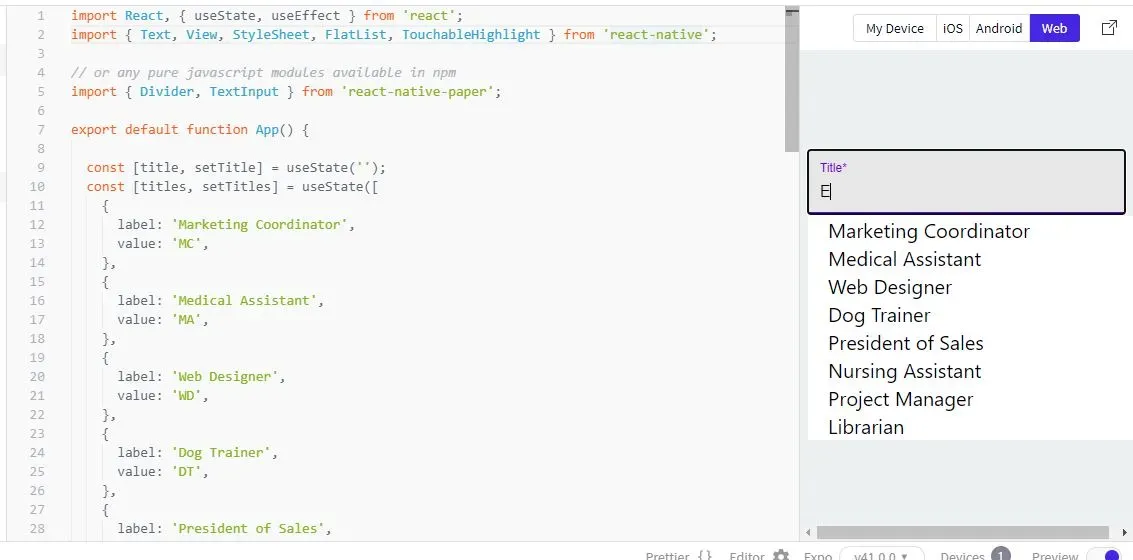 1 import React, { useState, useEffect } from 'react';
2 import { Text, View, StyleSheet, FlatList, TouchableHighlight } from 'react-native';
3
4 // or any pure javascript modules available in npm
5 import { Divider, TextInput } from 'react-native-paper';
6
7 export default function App() {
8
9 const [title, setTitle] = useState('');
10 const [titles, setTitles] = useState([
11 {
12 label: 'Marketing Coordinator',
13 value: 'MC',
14 },
15 {
16 label: 'Medical Assistant',
17 value: 'MA',
18 },
19 {
20 label: 'Web Designer',
21 value: 'WD',
22 },
23 {
24 label: 'Dog Trainer',
25 value: 'DT',
26 },
27 {
28 label: 'President of Sales',
My Device iOS Android Web
Title*
E
Marketing Coordinator
Medical Assistant
Web Designer
Dog Trainer
President of Sales
Nursing Assistant
Project Manager
Librarian
Prettier {} Editor Expo v41.0.0 Devices 1 Preview